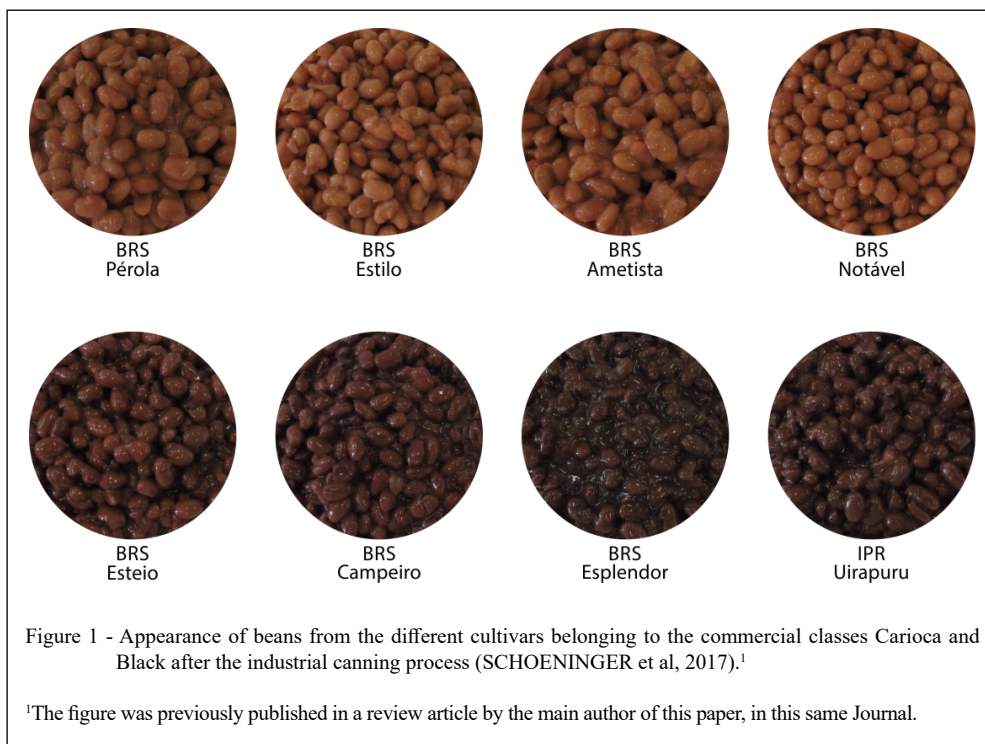 BRS
Pérola
BRS
Estilo
BRS
Ametista
BRS
Notável
BRS
Esteio
BRS
Campeiro
BRS
Esplendor
IPR
Uirapuru
Figure 1 - Appearance of beans from the different cultivars belonging to the commercial classes Carioca and
Black after the industrial canning process (SCHOENINGER et al, 2017).¹
¹The figure was previously published in a review article by the main author of this paper, in this same Journal.